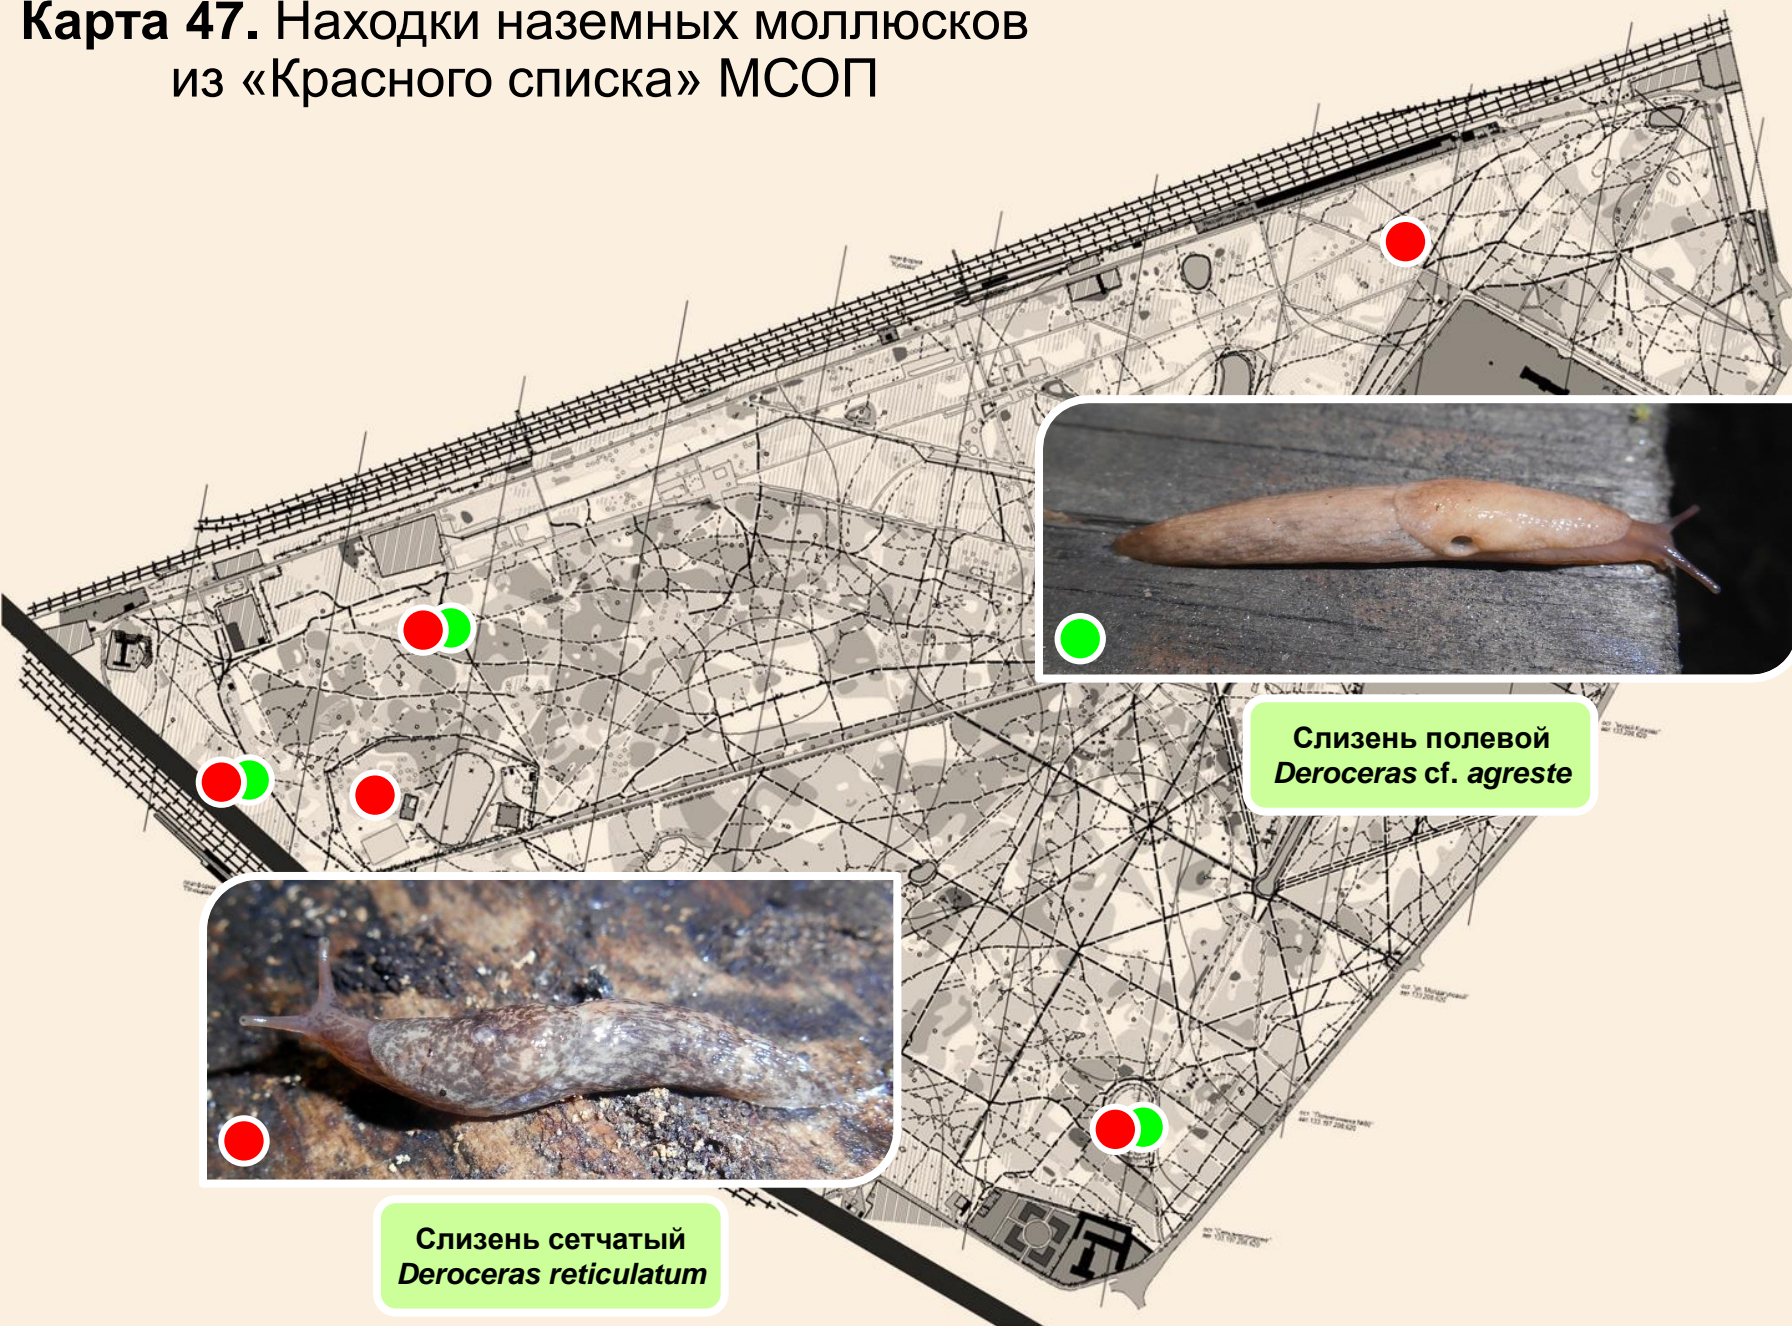 Карта 47. Находки наземных моллюсков
из «Красного списка» МСОП
Слизень полевой
Deroceras cf. agreste
Слизень сетчатый
Deroceras reticulatum